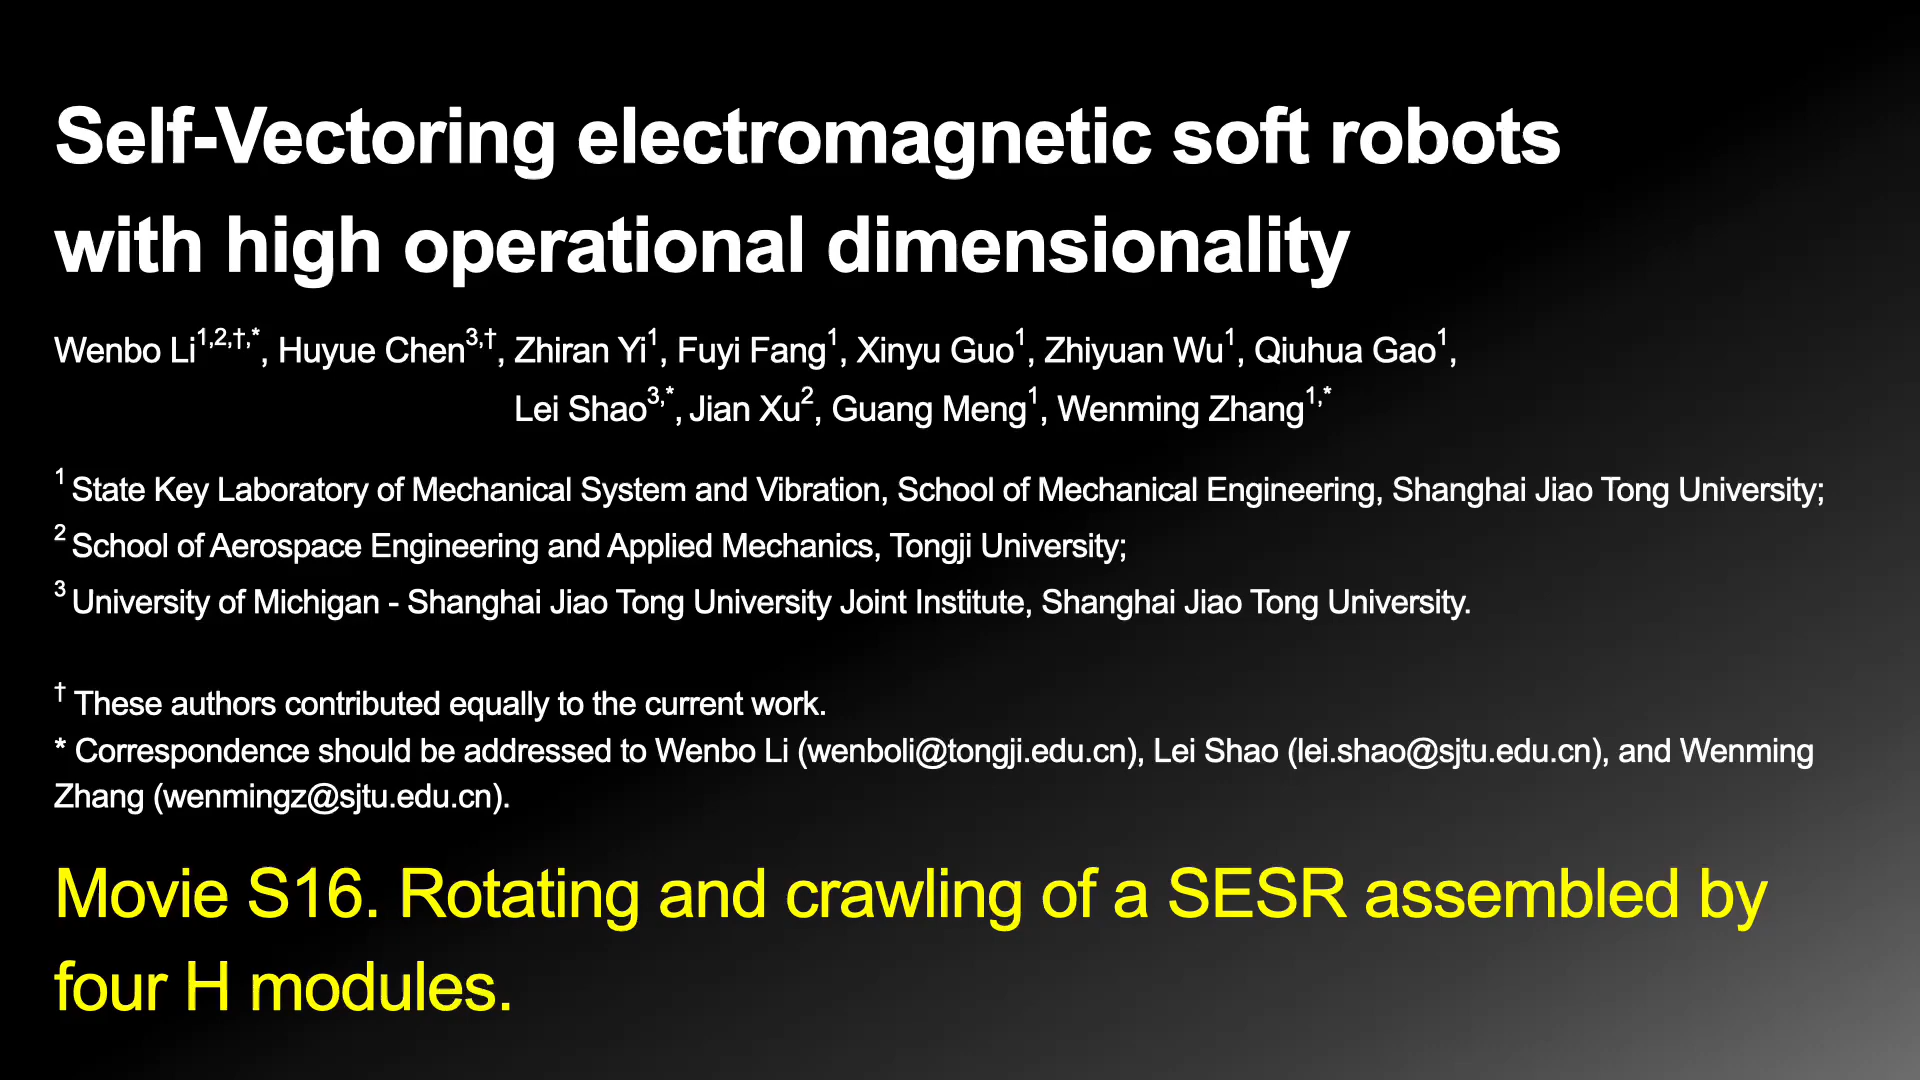 Self-Vectoring electromagnetic soft robots
with high operational dimensionality
Wenbo Li1,2,†,*, Huyue Chen3,†, Zhiran Yi1, Fuyi Fang1, Xinyu Guo1, Zhiyuan Wu1, Qiuhua Gao1,
Lei Shao3,*, Jian Xu2, Guang Meng1, Wenming Zhang1,*
1 State Key Laboratory of Mechanical System and Vibration, School of Mechanical Engineering, Shanghai Jiao Tong University;
2 School of Aerospace Engineering and Applied Mechanics, Tongji University;
3 University of Michigan - Shanghai Jiao Tong University Joint Institute, Shanghai Jiao Tong University.
† These authors contributed equally to the current work.
* Correspondence should be addressed to Wenbo Li (wenboli@tongji.edu.cn), Lei Shao (lei.shao@sjtu.edu.cn), and Wenming
Zhang (wenmingz@sjtu.edu.cn).
Movie S16. Rotating and crawling of a SESR assembled by
four H modules.